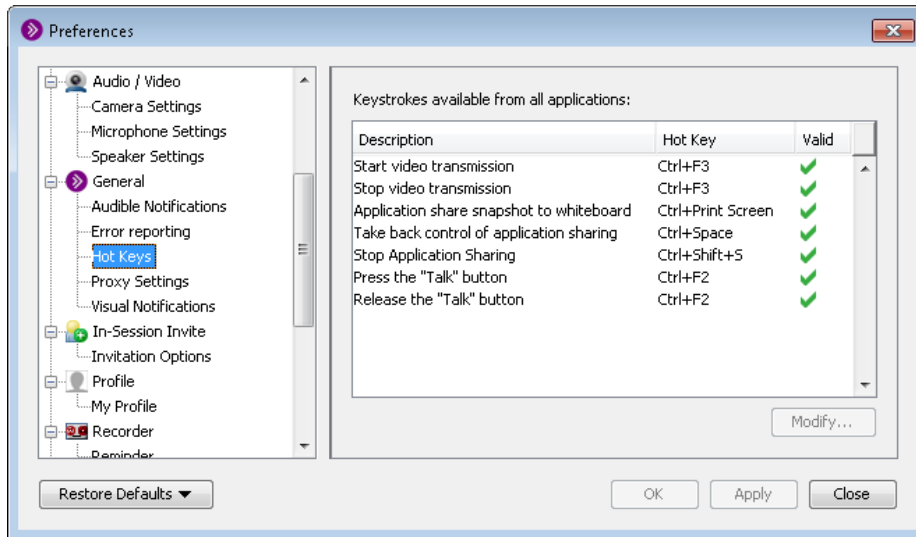 Preferences
Audio / Video
Camera Settings
Microphone Settings
Speaker Settings
General
Audible Notifications
Error reporting
Hot Keys
Proxy Settings
Visual Notifications
In-Session Invite
Invitation Options
Profile
My Profile
Recorder
Reminder
Keystrokes available from all applications:
Description Hot Key Valid
Start video transmission Ctrl+F3
Stop video transmission Ctrl+F3
Application share snapshot to whiteboard Ctrl+Print Screen
Take back control of application sharing Ctrl+Space
Stop Application Sharing Ctrl+Shift+S
Press the "Talk" button Ctrl+F2
Release the "Talk" button Ctrl+F2
Modify...
Restore Defaults
OK Apply Close